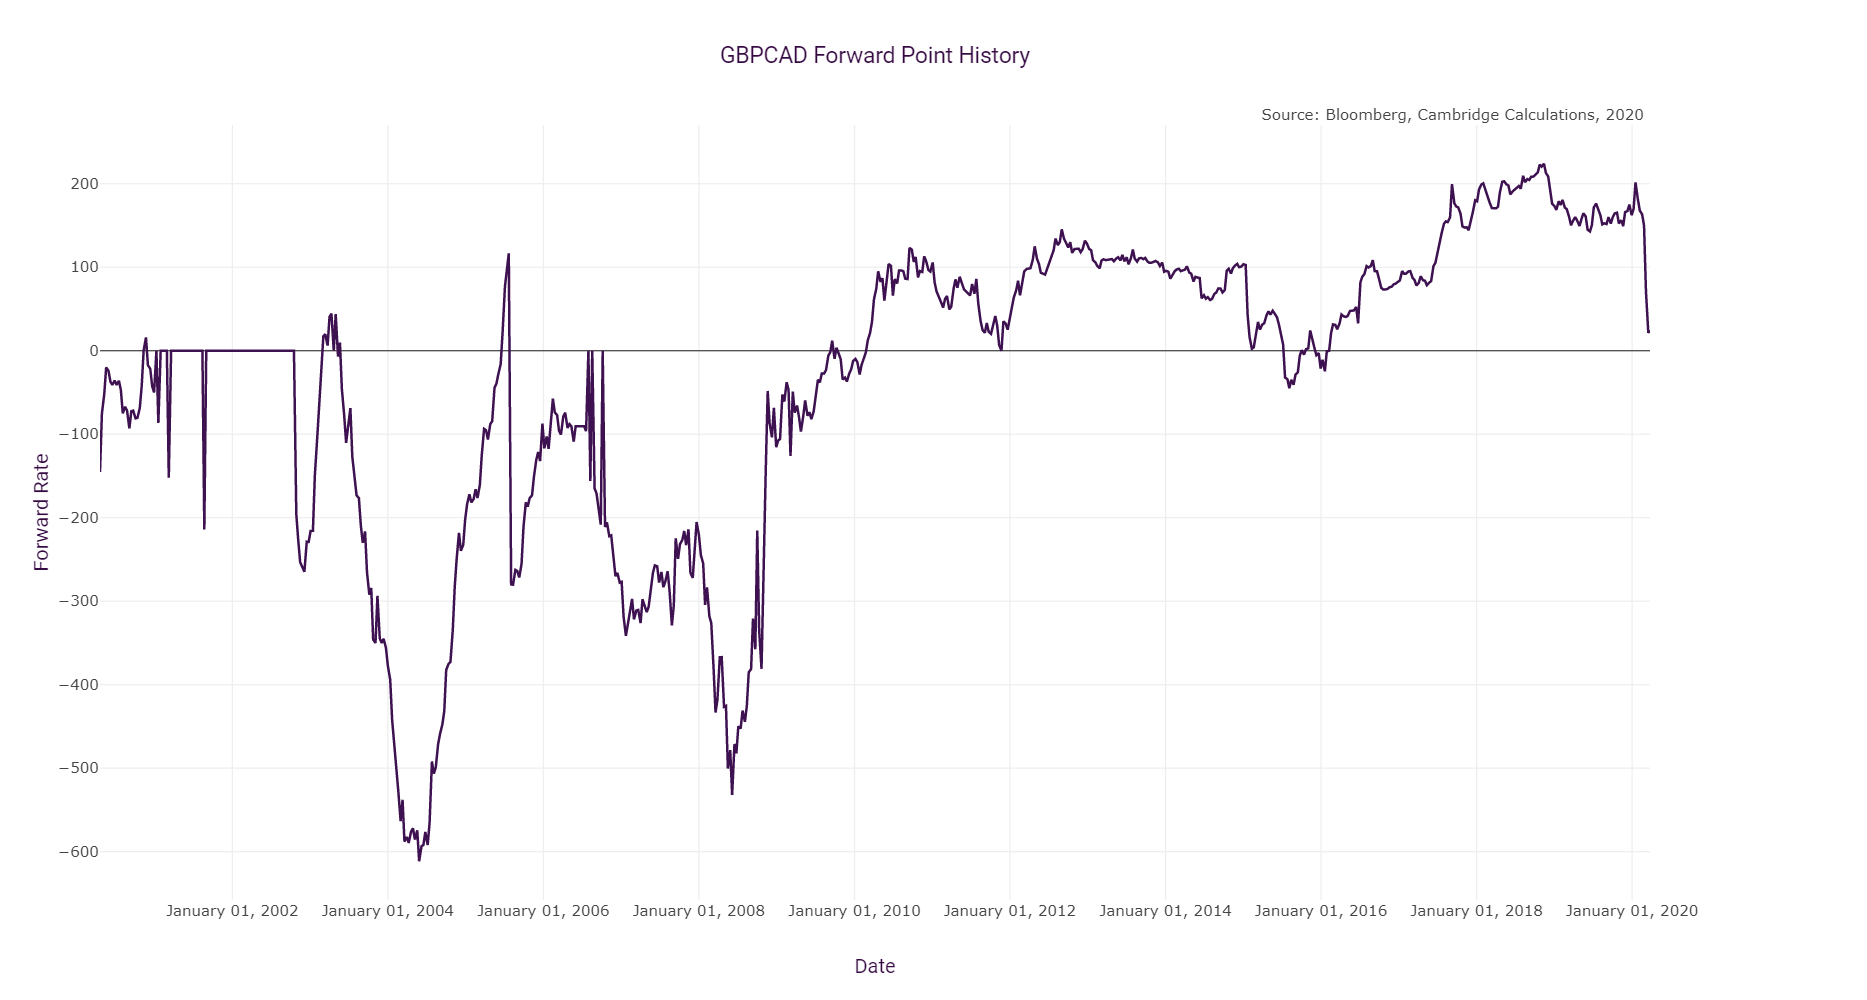 GBPCAD Forward Point History
Source: Bloomberg, Cambridge Calculations, 2020
200
100
0
−100
−200
−300
−400
−500
−600
Forward Rate
January 01, 2002
January 01, 2004
January 01, 2006
January 01, 2008
January 01, 2010
January 01, 2012
January 01, 2014
January 01, 2016
January 01, 2018
January 01, 2020
Date